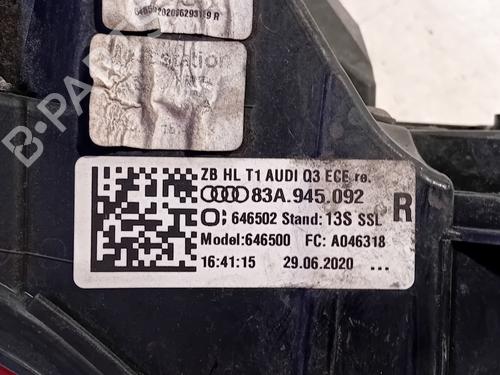 B-PARTS
ZB HL T1 AUDI Q3 ECE re.
83A.945.092
R
646502 Stand: 13S SSL
Model:646500 FC: A046318
16:41:15 29.06.2020 ...